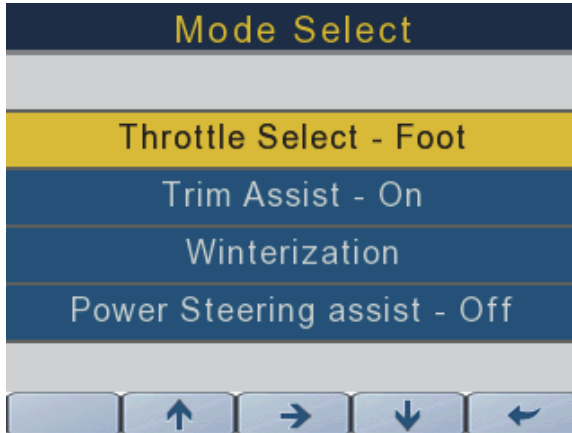 Mode Select
Throttle Select - Foot
Trim Assist - On
Winterization
Power Steering assist - Off